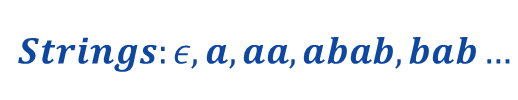 Strings: ϵ, a, aa, abab, bab ...